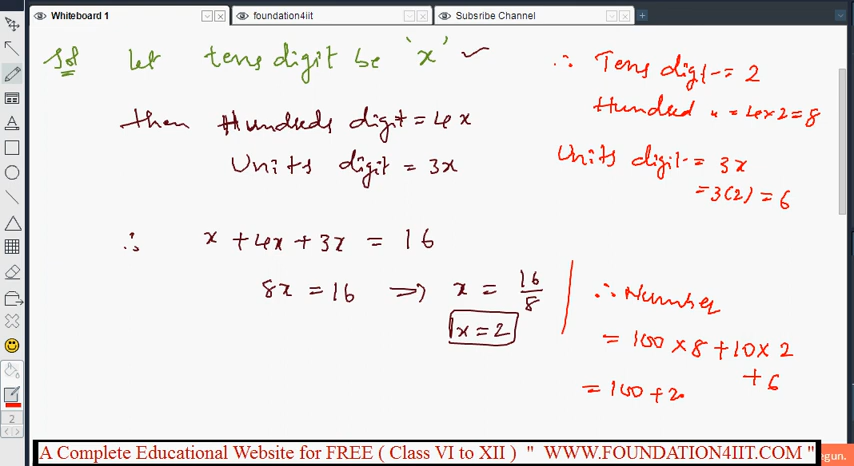 Whiteboard 1
foundation4iit
Subsribe Channel
Sol let tens digit be 'x'
then Hundreds digit = 4x
Units digit = 3x
∴ x + 4x + 3x = 16
8x = 16 → x = 16/8
x = 2
∴ Tens digit = 2
Hundred " = 4x2 = 8
Units digit = 3x
= 3(2) = 6
∴ Number
= 100 x 8 + 10 x 2
+ 6
= 100 + 2
2
A Complete Educational Website for FREE ( Class VI to XII ) " WWW.FOUNDATION4IIT.COM "
egun.